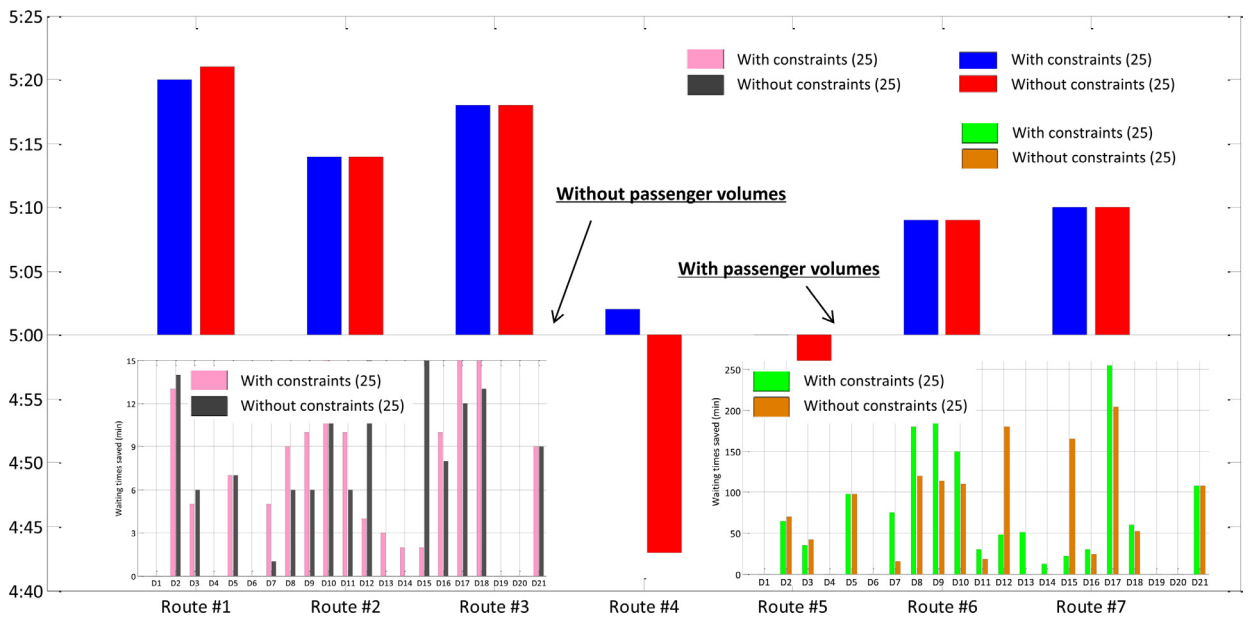 5:25
5:20
5:15
5:10
5:05
5:00
4:55
4:50
4:45
4:40
With constraints (25)
Without constraints (25)
With constraints (25)
Without constraints (25)
With constraints (25)
Without constraints (25)
Without passenger volumes
With passenger volumes
With constraints (25)
Without constraints (25)
Waiting times saved (min)
15
12
9
6
3
0
D1 D2 D3 D4 D5 D6 D7 D8 D9 D10 D11 D12 D13 D14 D15 D16 D17 D18 D19 D20 D21
With constraints (25)
Without constraints (25)
Waiting times saved (min)
250
200
150
100
50
0
D1 D2 D3 D4 D5 D6 D7 D8 D9 D10 D11 D12 D13 D14 D15 D16 D17 D18 D19 D20 D21
Route #1 Route #2 Route #3 Route #4 Route #5 Route #6 Route #7